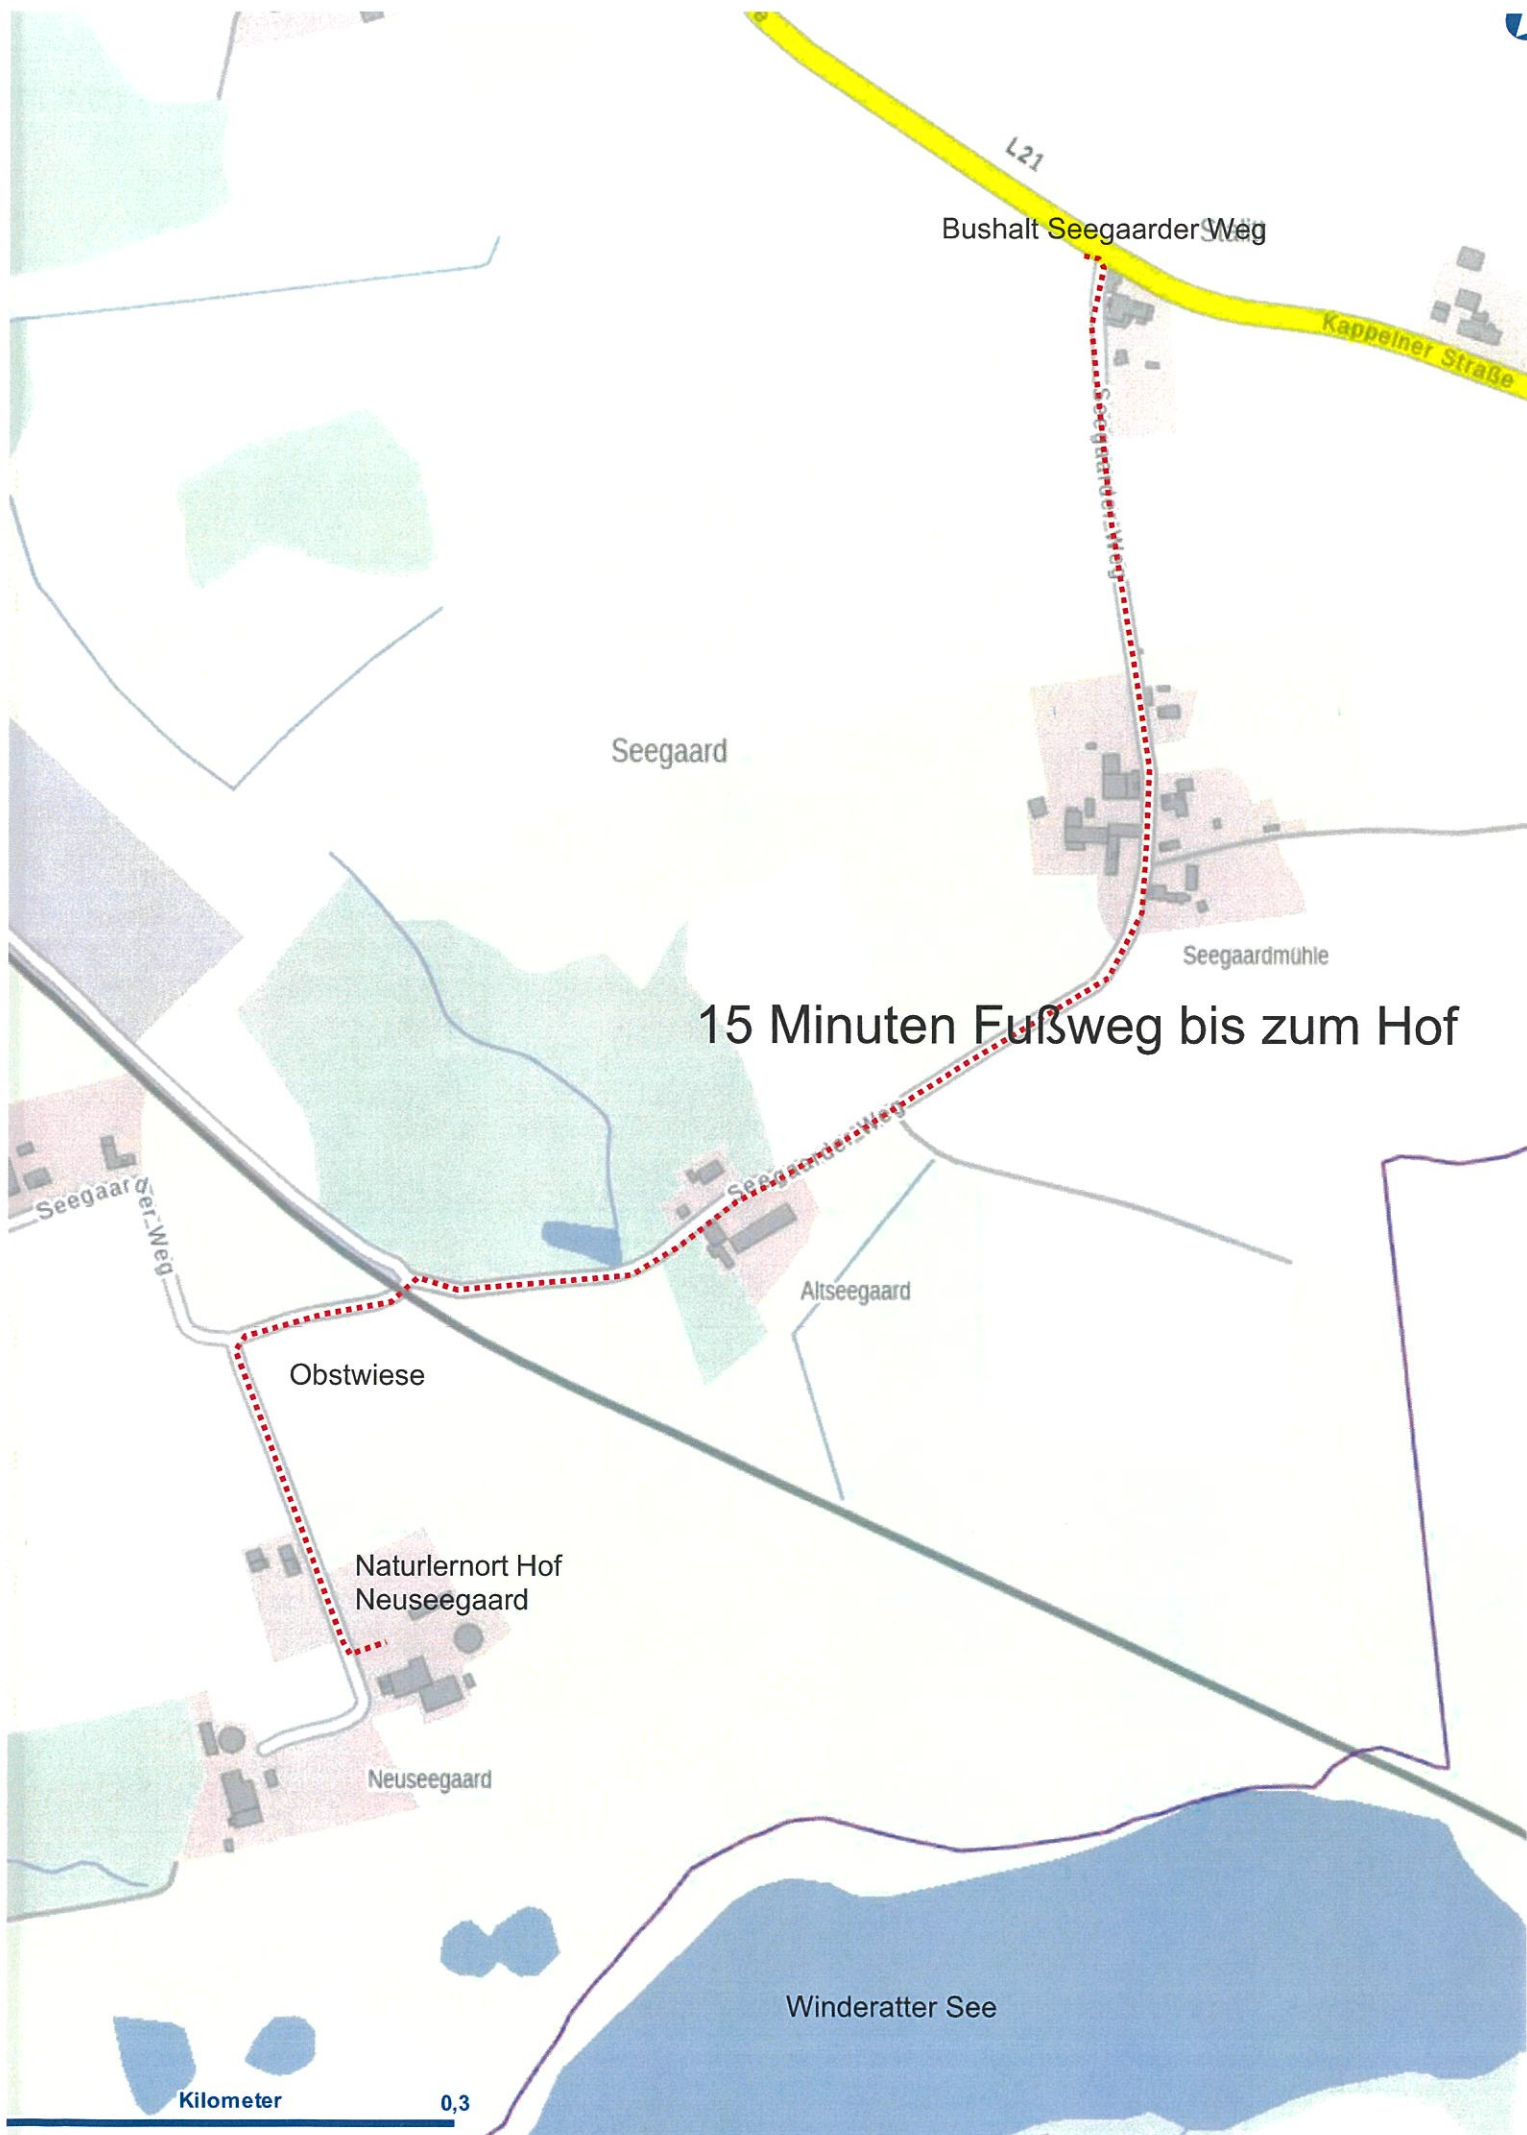 L21
Bushalt Seegaarder Weg
Kappelner Straße
Seegaarder Weg
Seegaard
Seegaardmühle
15 Minuten Fußweg bis zum Hof
Seegaarder Weg
Seegaarder Weg
Altseegaard
Obstwiese
Naturlernort Hof
Neuseegaard
Neuseegaard
Winderatter See
Kilometer 0,3